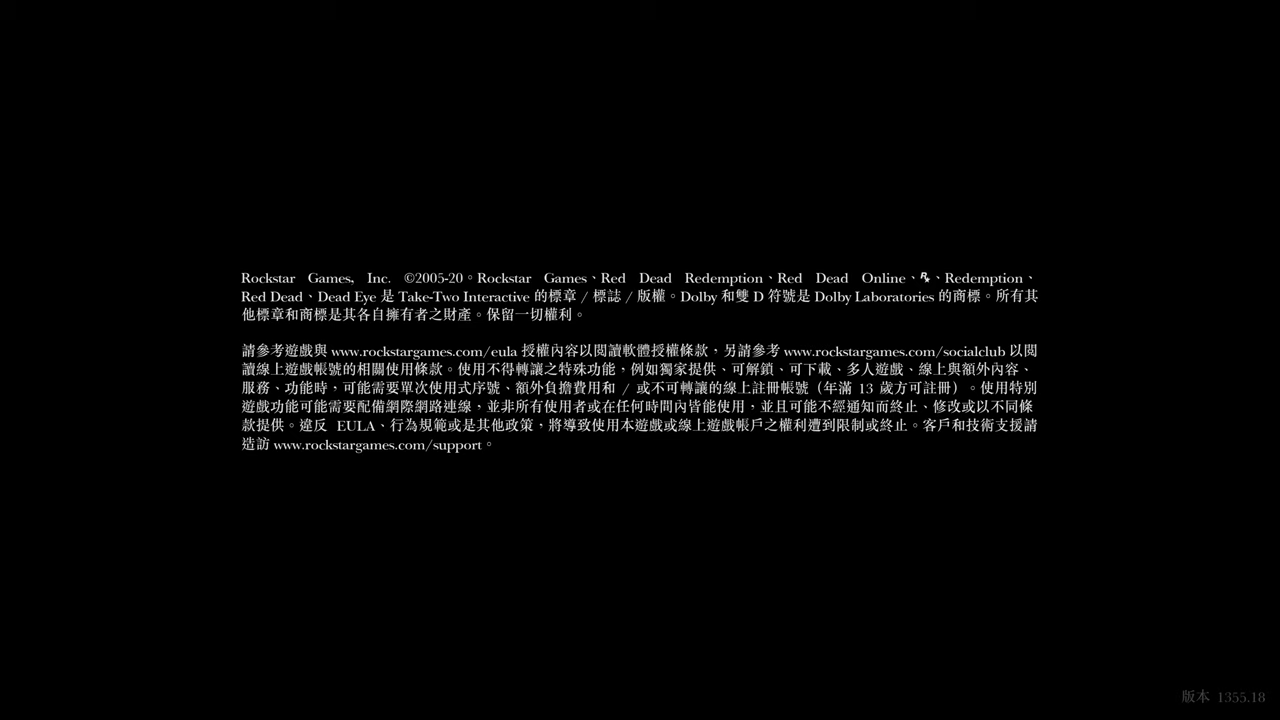 Rockstar Games, Inc. ©2005-20。Rockstar Games、Red Dead Redemption、Red Dead Online、、Redemption、
Red Dead、Dead Eye 是 Take-Two Interactive 的標章 / 標誌 / 版權。Dolby 和雙 D 符號是 Dolby Laboratories 的商標。所有其
他標章和商標是其各自擁有者之財產。保留一切權利。
請參考遊戲與 www.rockstargames.com/eula 授權內容以閱讀軟體授權條款，另請參考 www.rockstargames.com/socialclub 以閱
讀線上遊戲帳號的相關使用條款。使用不得轉讓之特殊功能，例如獨家提供、可解鎖、可下載、多人遊戲、線上與額外內容、
服務、功能時，可能需要單次使用式序號、額外負擔費用和 / 或不可轉讓的線上註冊帳號（年滿 13 歲方可註冊）。使用特別
遊戲功能可能需要配備網際網路連線，並非所有使用者或在任何時間內皆能使用，並且可能不經通知而終止、修改或以不同條
款提供。違反 EULA、行為規範或是其他政策，將導致使用本遊戲或線上遊戲帳戶之權利遭到限制或終止。客戶和技術支援請
造訪 www.rockstargames.com/support。
版本 1355.18